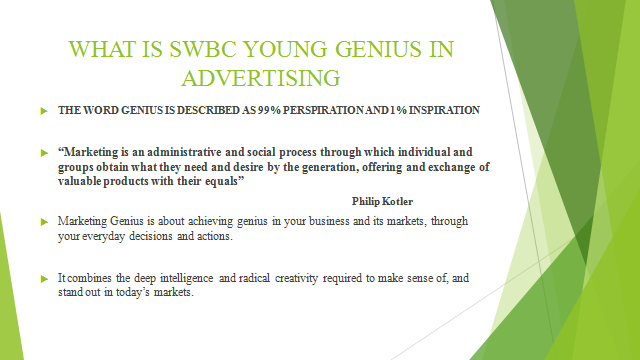 WHAT IS SWBC YOUNG GENIUS IN
ADVERTISING
THE WORD GENIUS IS DESCRIBED AS 99% PERSPIRATION AND 1% INSPIRATION
“Marketing is an administrative and social process through which individual and
groups obtain what they need and desire by the generation, offering and exchange of
valuable products with their equals”
Philip Kotler
Marketing Genius is about achieving genius in your business and its markets, through
your everyday decisions and actions.
It combines the deep intelligence and radical creativity required to make sense of, and
stand out in today’s markets.